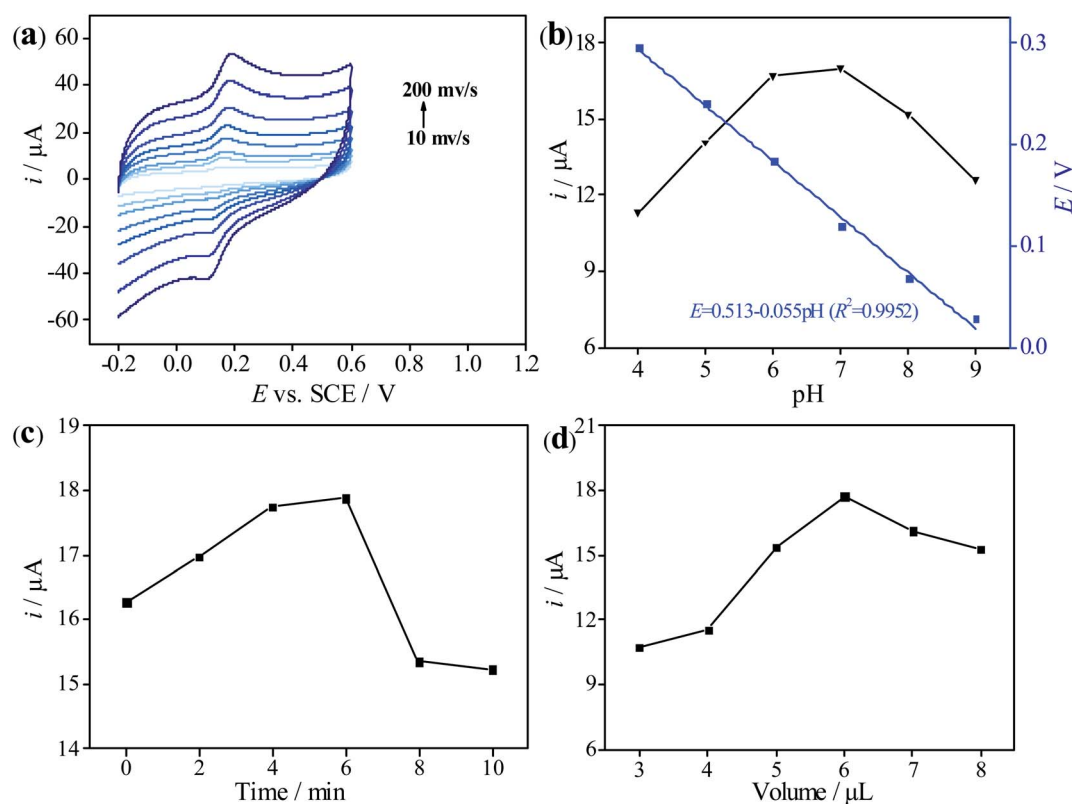 (a)
60
40
20
0
-20
-40
-60
i / μA
200 mv/s
10 mv/s
-0.2 0.0 0.2 0.4 0.6 0.8 1.0 1.2
E vs. SCE / V
(b)
18
15
12
9
6
i / μA
0.3
0.2
0.1
0.0
E / V
E=0.513-0.055pH (R²=0.9952)
4 5 6 7 8 9
pH
(c)
19
18
17
16
15
14
i / μA
0 2 4 6 8 10
Time / min
(d)
21
18
15
12
9
6
i / μA
3 4 5 6 7 8
Volume / μL